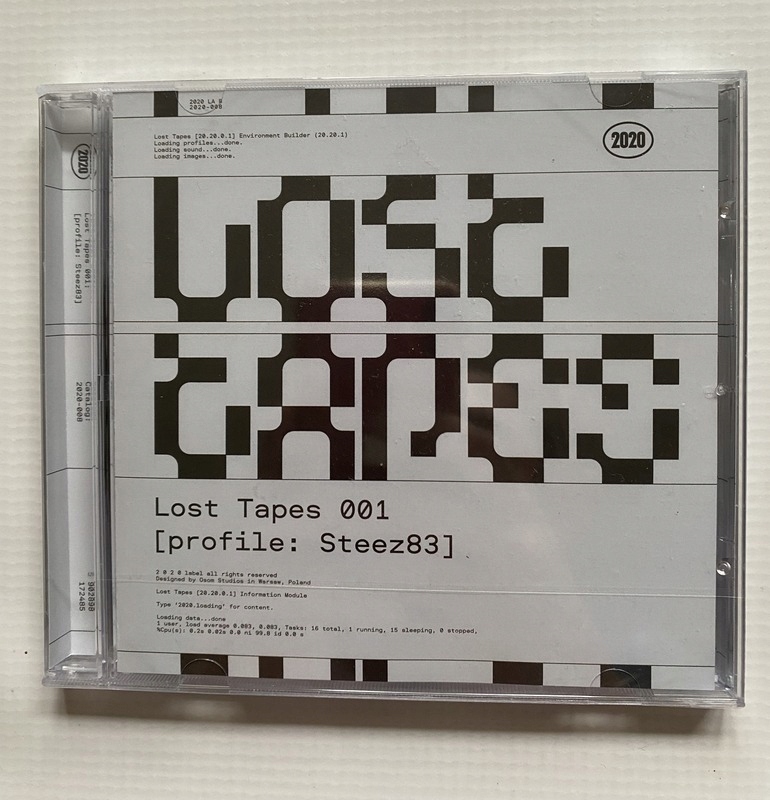 2020
Lost Tapes 001:
[profile: Steez83]
Catalog:
2020-008
2020-008
Lost Tapes [20.20.0.1] Environment Builder (20.20.1)
Loading profiles...done.
Loading sound...done.
Loading images...done.
2020
LOST
TAPES
Lost Tapes 001
[profile: Steez83]
2 0 2 0 label all rights reserved
Designed by Osom Studios in Warsaw, Poland
Lost Tapes [20.20.0.1] Information Module
Type '2020.loading' for content.
Loading data...done
1 user, load average 0.083, 0.083, Tasks: 16 total, 1 running, 15 sleeping, 0 stopped,
%Cpu(s): 0.2s 0.02s 0.0 ni 99.8 id 0.0 s